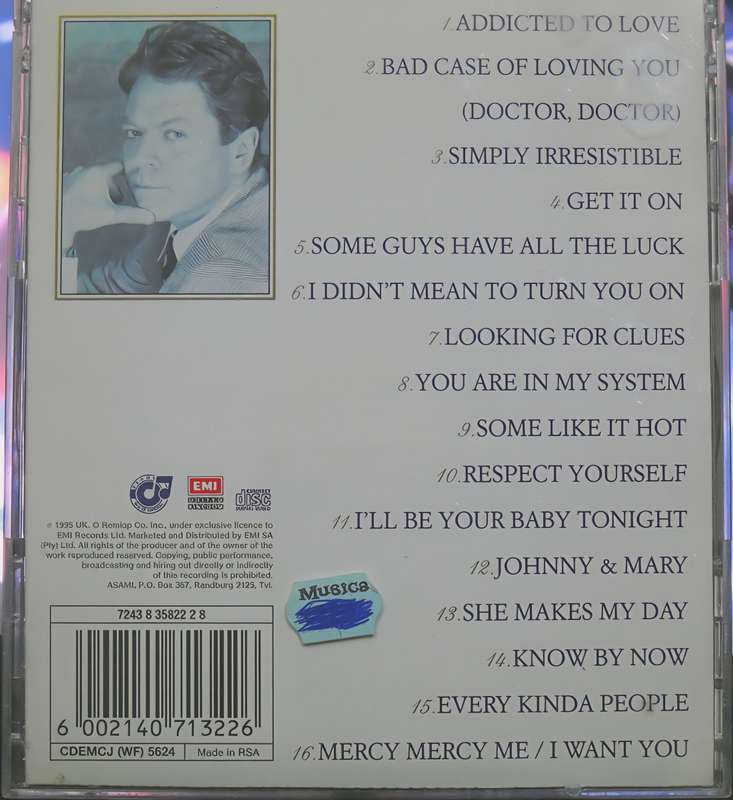 1.ADDICTED TO LOVE
2.BAD CASE OF LOVING YOU
(DOCTOR, DOCTOR)
3.SIMPLY IRRESISTIBLE
4.GET IT ON
5.SOME GUYS HAVE ALL THE LUCK
6.I DIDN'T MEAN TO TURN YOU ON
7.LOOKING FOR CLUES
8.YOU ARE IN MY SYSTEM
9.SOME LIKE IT HOT
10.RESPECT YOURSELF
11.I'LL BE YOUR BABY TONIGHT
12.JOHNNY & MARY
13.SHE MAKES MY DAY
14.KNOW BY NOW
15.EVERY KINDA PEOPLE
16.MERCY MERCY ME / I WANT YOU
EMI
disc
1995 UK. © Remlap Co. Inc., under exclusive licence to
EMI Records Ltd. Marketed and Distributed by EMI SA
(Pty) Ltd. All rights of the producer and of the owner of the
work reproduced reserved. Copying, public performance,
broadcasting and hiring out directly or indirectly
of this recording is prohibited.
ASAMI, P.O. Box 367, Randburg 2125, Tvl.
Musica
7243 8 35822 2 8
6 002140 713226
CDEMCJ (WF) 5624
Made in RSA